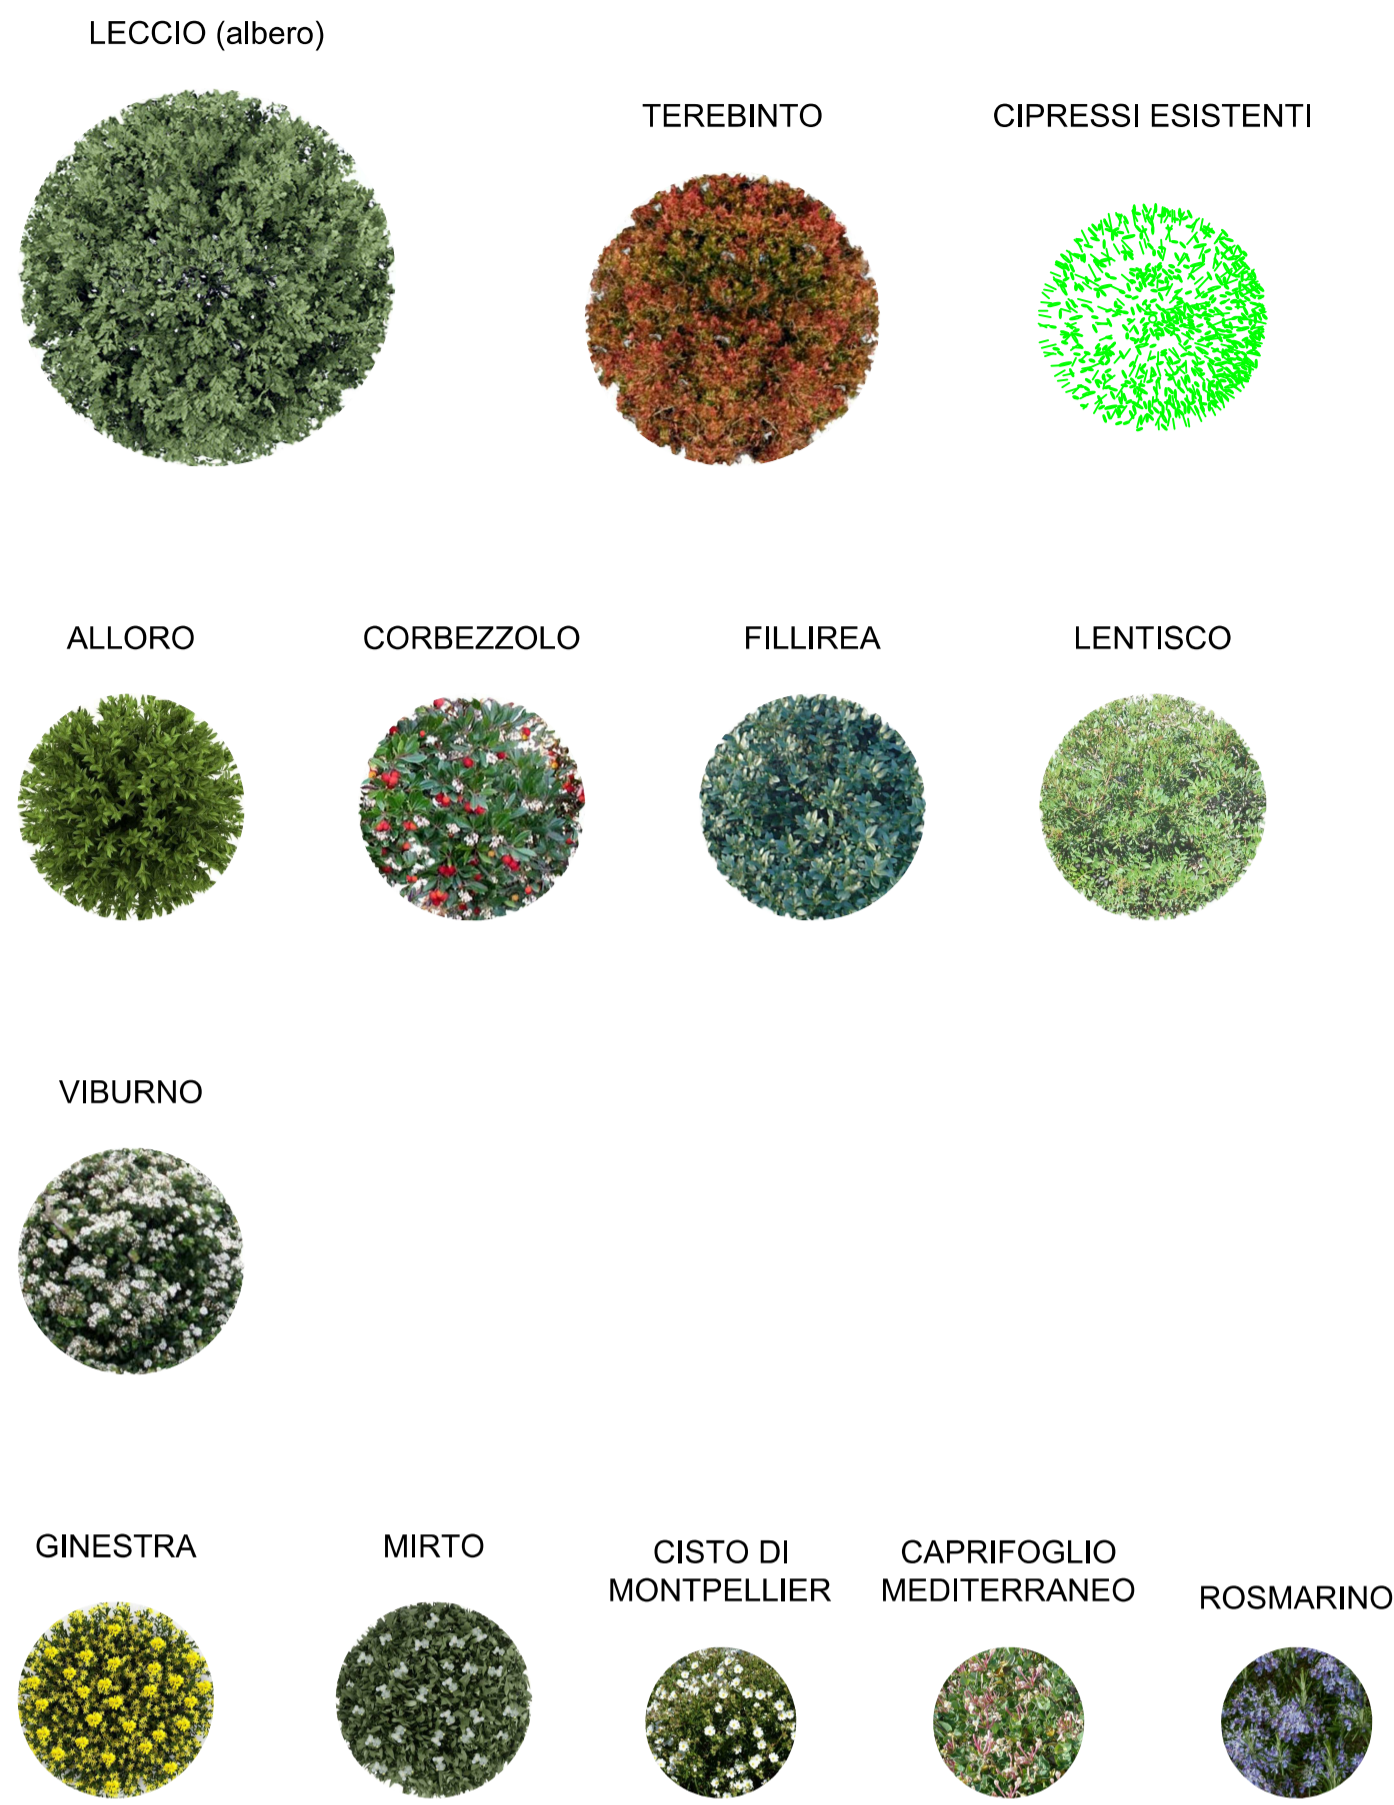 LECCIO (albero)
TEREBINTO
CIPRESSI ESISTENTI
ALLORO
CORBEZZOLO
FILLIREA
LENTISCO
VIBURNO
GINESTRA
MIRTO
CISTO DI
MONTPELLIER
CAPRIFOGLIO
MEDITERRANEO
ROSMARINO